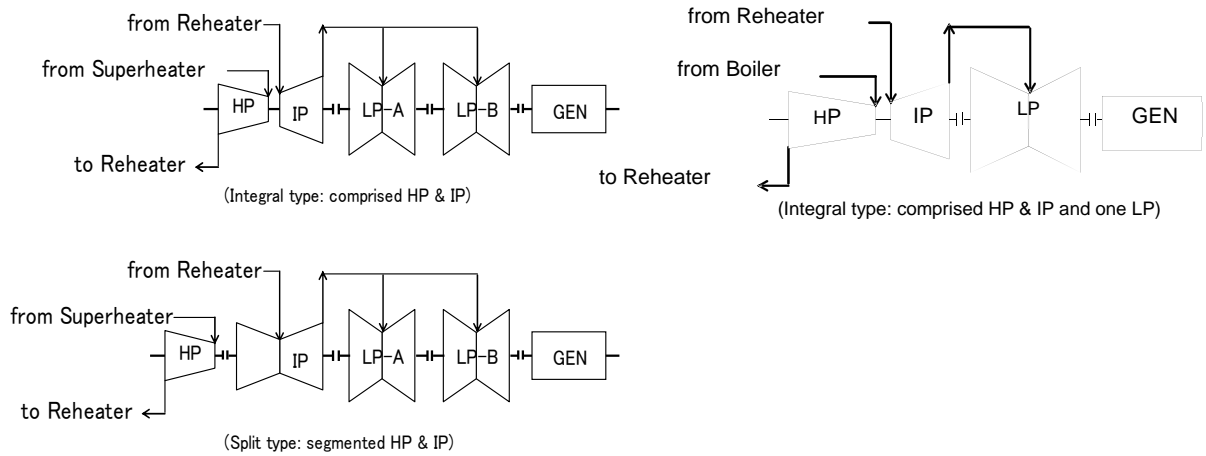 from Reheater
from Superheater
HP
IP
LP-A
LP-B
GEN
to Reheater
(Integral type: comprised HP & IP)
from Reheater
from Boiler
HP
IP
LP
GEN
to Reheater
(Integral type: comprised HP & IP and one LP)
from Reheater
from Superheater
HP
IP
LP-A
LP-B
GEN
to Reheater
(Split type: segmented HP & IP)